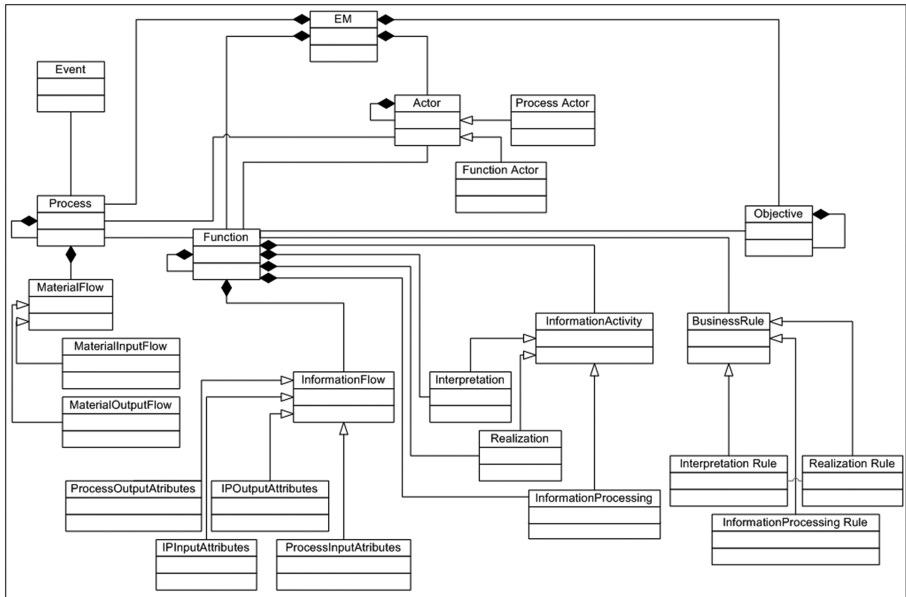 EM
Event
Actor
Process Actor
Function Actor
Process
Objective
Function
MaterialFlow
InformationActivity
BusinessRule
MaterialInputFlow
InformationFlow
Interpretation
MaterialOutputFlow
Realization
Interpretation Rule
Realization Rule
ProcessOutputAtributes
IPOutputAttributes
InformationProcessing
InformationProcessing Rule
IPInputAttributes
ProcessInputAtributes